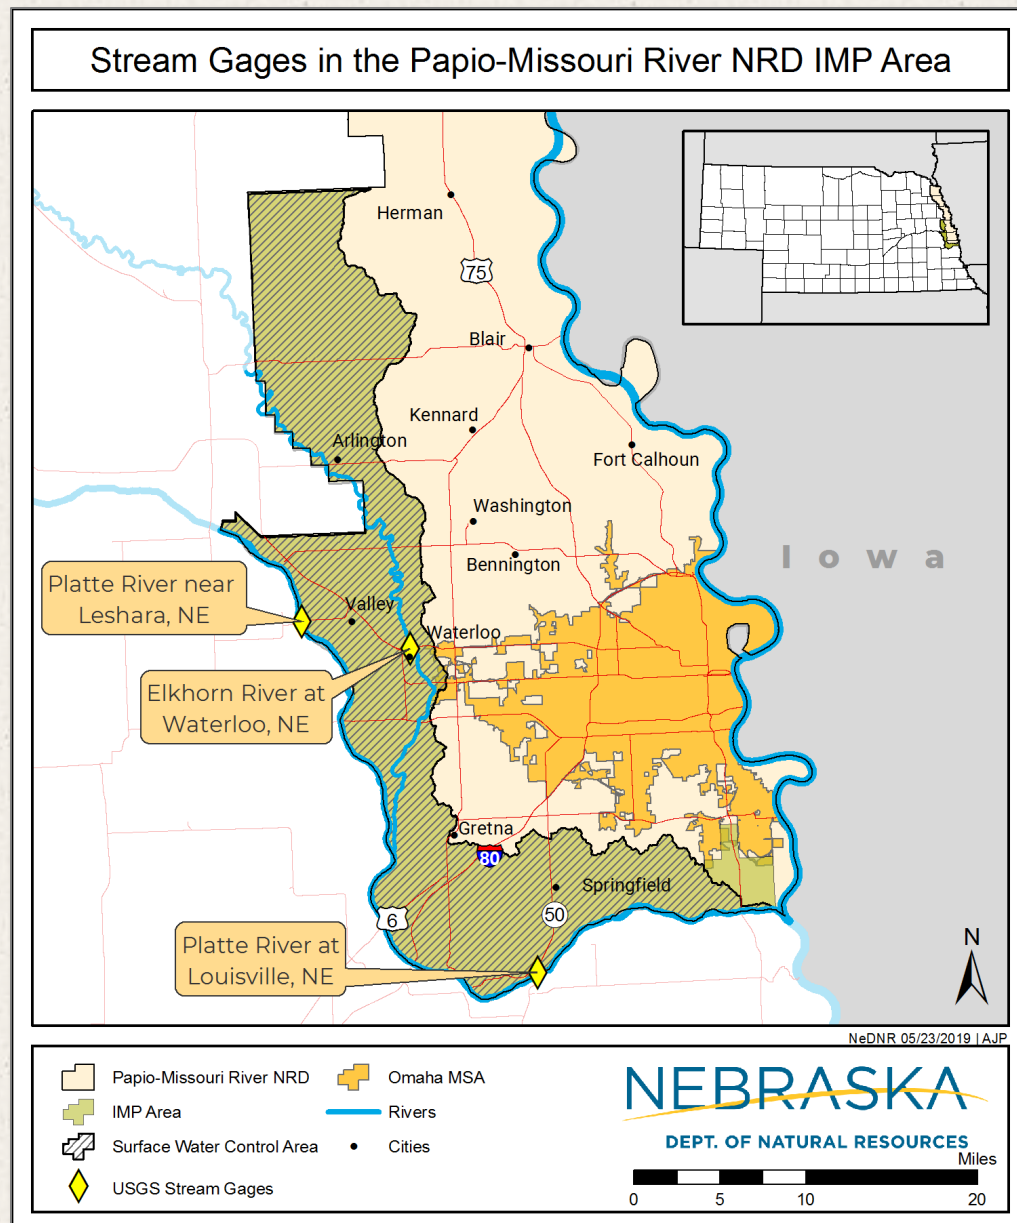 Stream Gages in the Papio-Missouri River NRD IMP Area
Herman
75
Blair
Kennard
Arlington
Fort Calhoun
Washington
Bennington
Iowa
Platte River near
Leshara, NE
Valley
Waterloo
Elkhorn River at
Waterloo, NE
Gretna
80
Springfield
6
50
Platte River at
Louisville, NE
N
NeDNR 05/23/2019 | AJP
Papio-Missouri River NRD
Omaha MSA
IMP Area
Rivers
Surface Water Control Area
Cities
USGS Stream Gages
NEBRASKA
DEPT. OF NATURAL RESOURCES
Miles
0 5 10 20